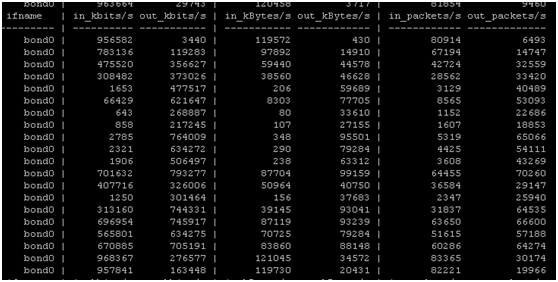 bond0 | 963664 29743 | 120458 3717 | 81854 9460
ifname | in_kbits/s out_kbits/s | in_kBytes/s out_kBytes/s | in_packets/s out_packets/s
---------- | ----------- ----------- | ----------- ------------ | ------------ -------------
bond0 | 956582 3440 | 119572 430 | 80914 6493
bond0 | 783136 119283 | 97892 14910 | 67194 14747
bond0 | 475520 356627 | 59440 44578 | 42724 32559
bond0 | 308482 373026 | 38560 46628 | 28562 33420
bond0 | 1653 477517 | 206 59689 | 3129 40489
bond0 | 66429 621647 | 8303 77705 | 8565 53093
bond0 | 643 268887 | 80 33610 | 1152 22686
bond0 | 858 217245 | 107 27155 | 1607 18853
bond0 | 2785 764009 | 348 95501 | 5319 65066
bond0 | 2321 634272 | 290 79284 | 4425 54111
bond0 | 1906 506497 | 238 63312 | 3608 43269
bond0 | 701632 793277 | 87704 99159 | 64455 70260
bond0 | 407716 326006 | 50964 40750 | 36584 29147
bond0 | 1250 301464 | 156 37683 | 2347 25940
bond0 | 313160 744331 | 39145 93041 | 31837 64535
bond0 | 696954 745917 | 87119 93239 | 63650 66600
bond0 | 565801 634275 | 70725 79284 | 51615 57188
bond0 | 670885 705191 | 83860 88148 | 60286 64274
bond0 | 968367 276577 | 121045 34572 | 83365 30174
bond0 | 957841 163448 | 119730 20431 | 82221 19966